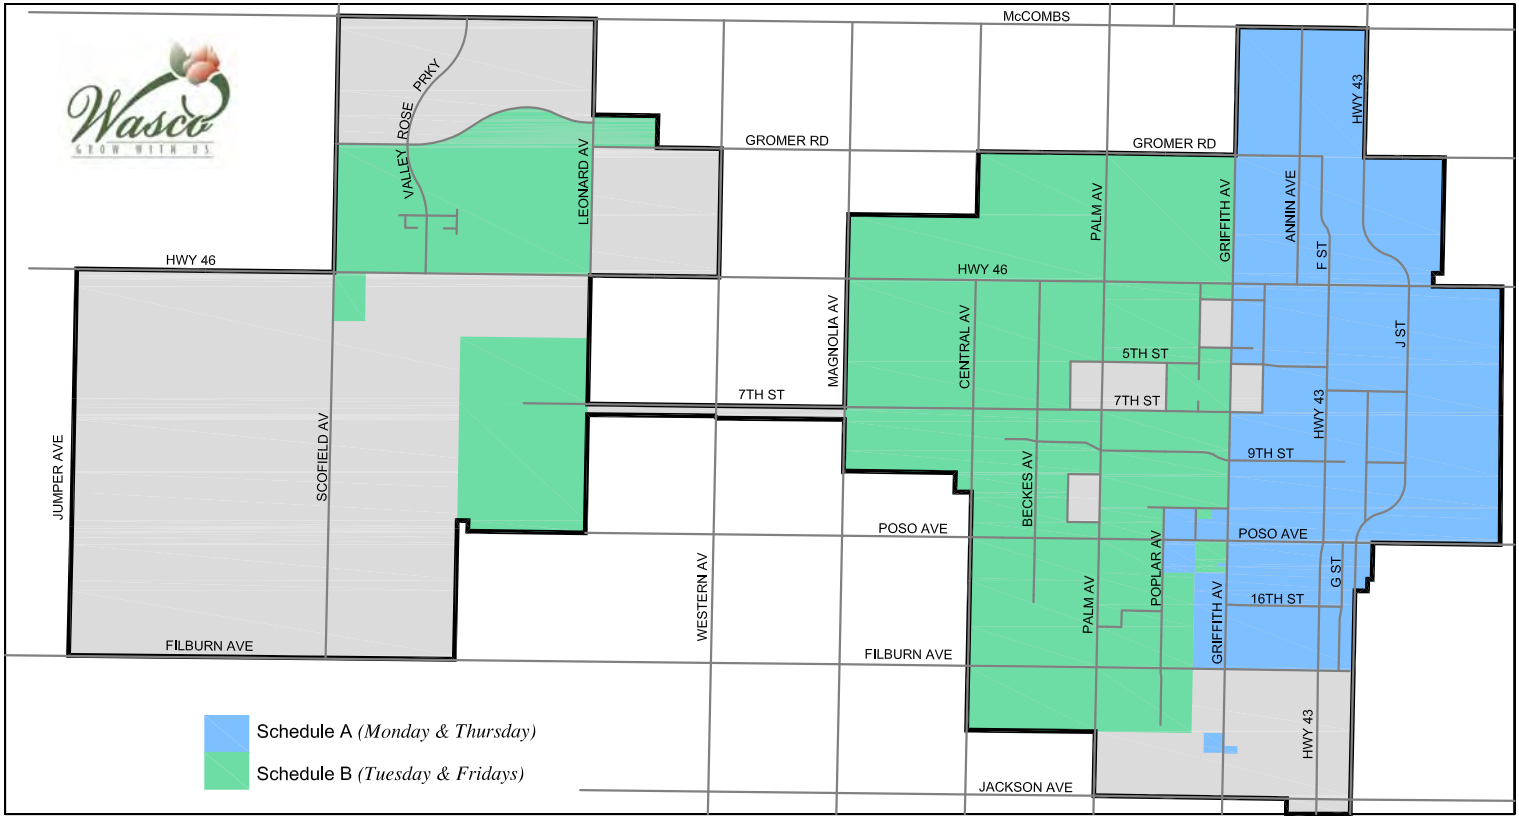 McCOMBS
Wasco
GROW WITH US
VALLEY ROSE PRKY
HWY 43
GROMER RD
GROMER RD
LEONARD AV
PALM AV
GRIFFITH AV
ANNIN AVE
F ST
HWY 46
HWY 46
MAGNOLIA AV
CENTRAL AV
J ST
5TH ST
7TH ST
7TH ST
HWY 43
JUMPER AVE
SCOFIELD AV
BECKES AV
9TH ST
POSO AVE
POSO AVE
WESTERN AV
PALM AV
POPLAR AV
GRIFFITH AV
G ST
16TH ST
FILBURN AVE
FILBURN AVE
HWY 43
Schedule A (Monday & Thursday)
Schedule B (Tuesday & Fridays)
JACKSON AVE